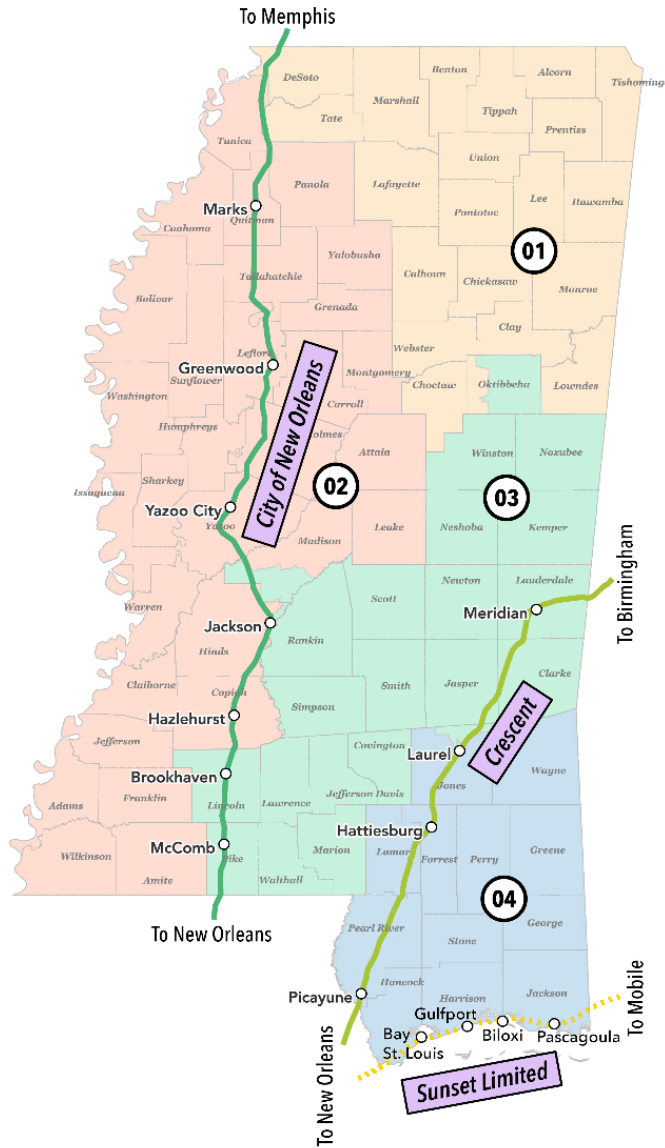 To Memphis
DeSoto
Benton
Alcorn
Tishoming
Marshall
Tippah
Tate
Prentiss
Tunica
Union
Panola
Lafayette
Lee
Itawamba
Marks
Quitman
Pontotoc
Coahoma
01
Yalobusha
Tallahatchie
Calhoun
Chickasaw
Monroe
Bolivar
Grenada
Clay
Webster
Leflore
Greenwood
Montgomery
Sunflower
Choctaw
Oktibbeha
Lowndes
Washington
Carroll
City of New Orleans
Humphreys
olmes
Attala
Winston
Noxubee
Sharkey
02
03
Issaquena
Yazoo City
Yazoo
Leake
Neshoba
Kemper
Madison
To Birmingham
Newton
Lauderdale
Scott
Warren
Meridian
Jackson
Rankin
Hinds
Clarke
Claiborne
Smith
Jasper
Copiah
Simpson
Hazlehurst
Crescent
Jefferson
Covington
Laurel
Wayne
Brookhaven
Jones
Franklin
Lincoln
Lawrence
Jefferson Davis
Adams
Hattiesburg
McComb
Pike
Marion
Lamar
Forrest
Perry
Greene
Wilkinson
Amite
Walthall
04
To New Orleans
Pearl River
George
Stone
Hancock
Harrison
Jackson
Picayune
To Mobile
Gulfport
Bay
St. Louis
Biloxi
Pascagoula
To New Orleans
Sunset Limited